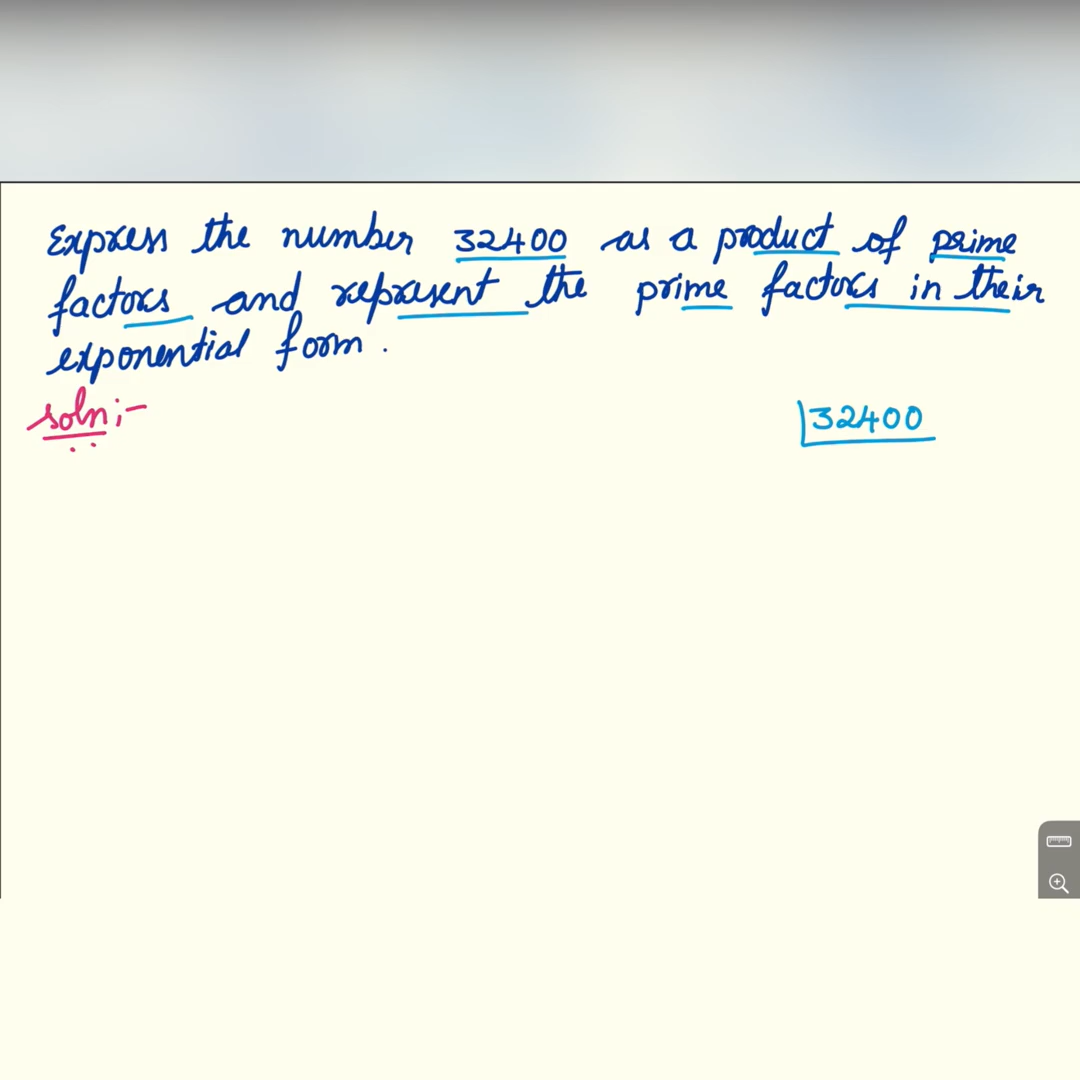 Express the number 32400 as a product of prime
factors and represent the prime factors in their
exponential form.
soln:-
32400